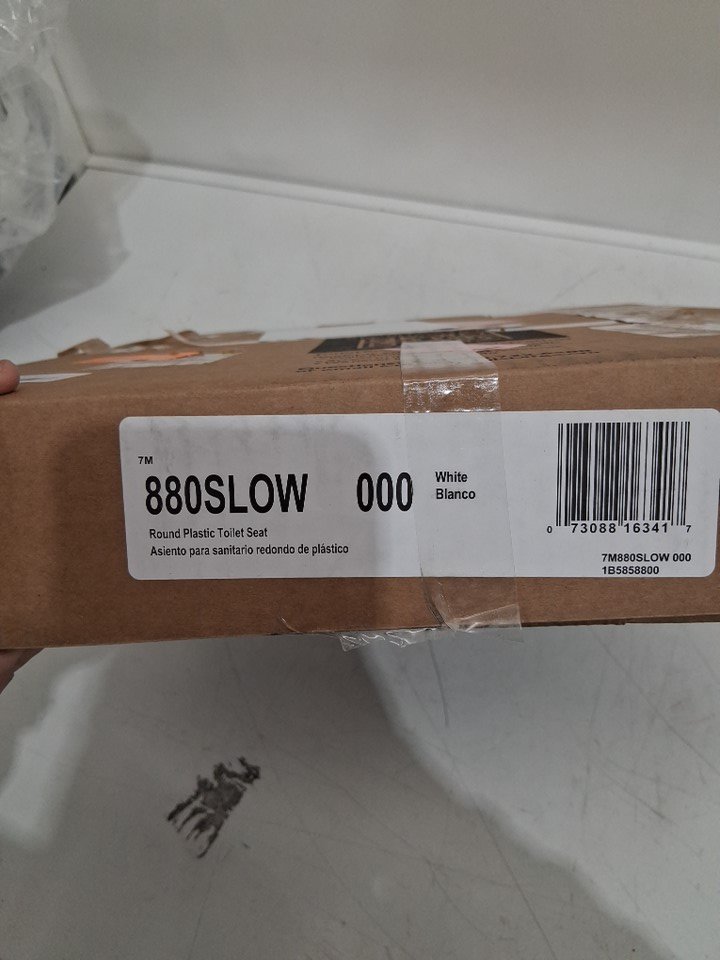 7M
880SLOW 000 White
Blanco
Round Plastic Toilet Seat
Asiento para sanitario redondo de plástico
0 73088 16341 7
7M880SLOW 000
1B5858800